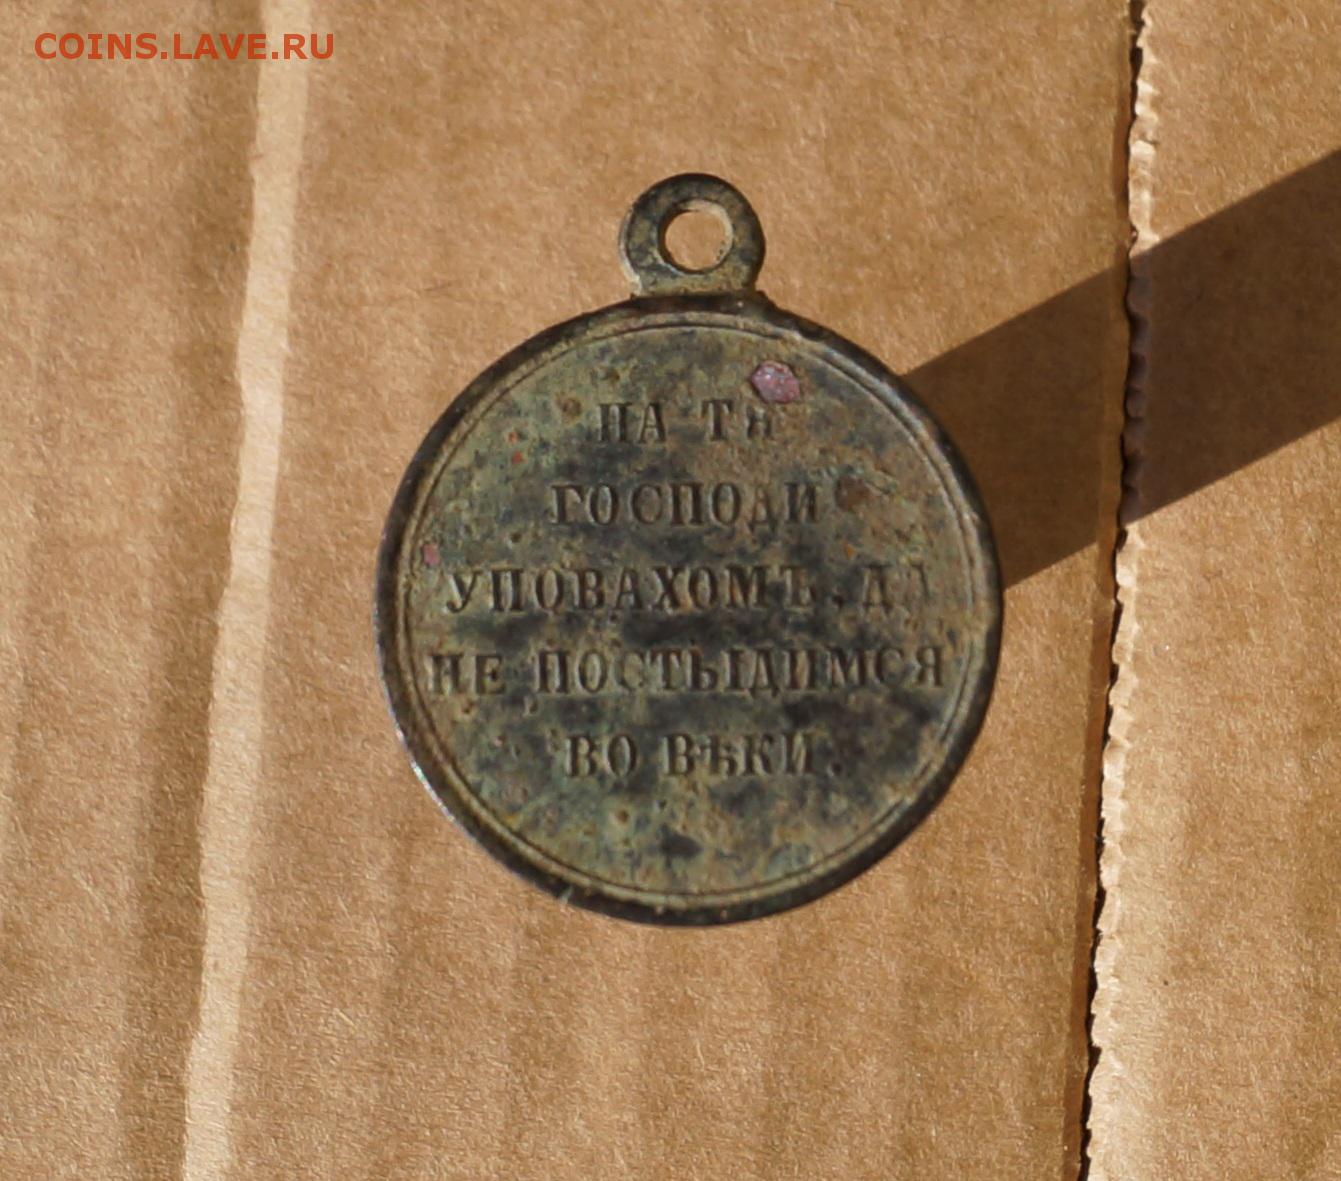 COINS.LAVE.RU
НА ТЯ
ГОСПОДИ
УПОВАХОМЪ, ДА
НЕ ПОСТЫДИМСЯ
ВО ВѢКИ.